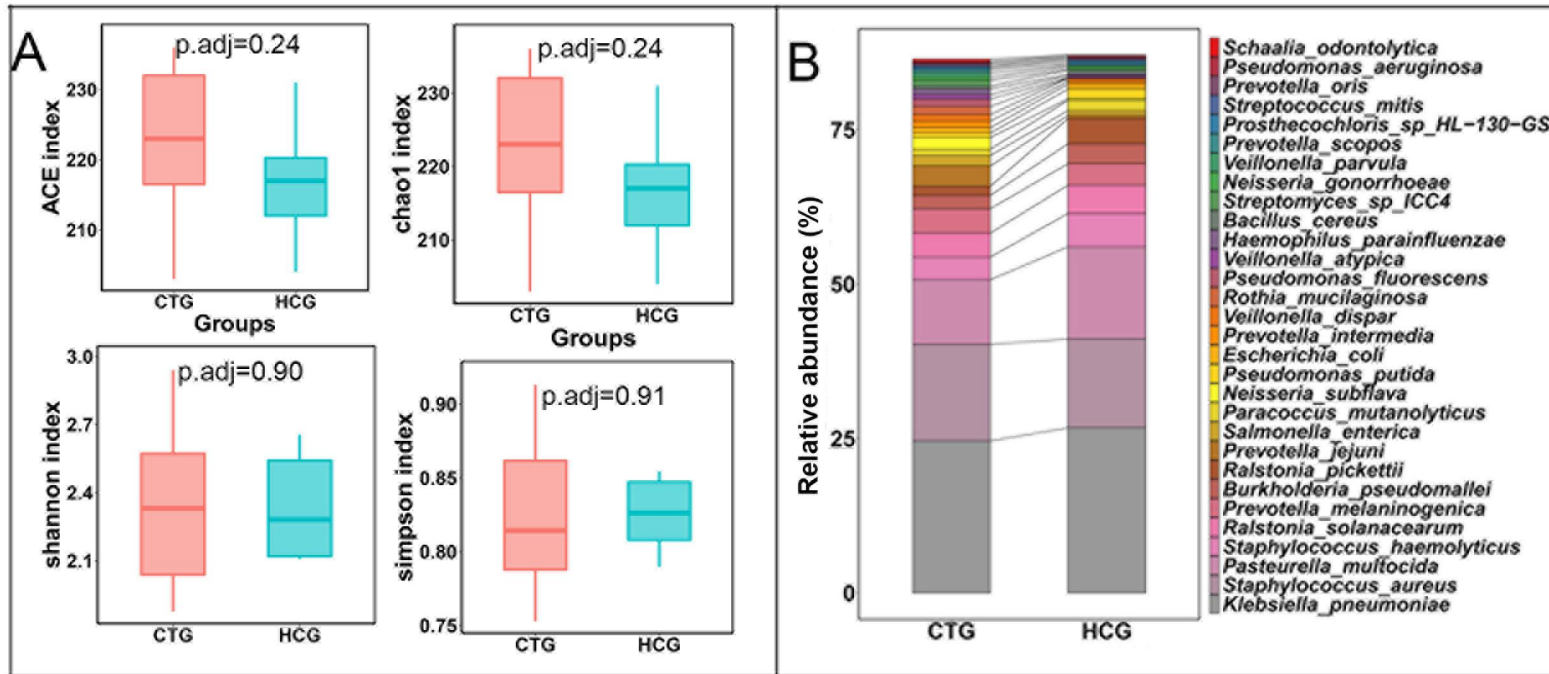 A
p.adj=0.24
ACE index
230
220
210
CTG
HCG
Groups
p.adj=0.24
chao1 index
230
220
210
CTG
HCG
Groups
p.adj=0.90
shannon index
3.0
2.7
2.4
2.1
CTG
HCG
p.adj=0.91
simpson index
0.90
0.85
0.80
0.75
CTG
HCG
B
Relative abundance (%)
75
50
25
0
CTG
HCG
Schaalia_odontolytica
Pseudomonas_aeruginosa
Prevotella_oris
Streptococcus_mitis
Prosthecochloris_sp_HL−130−GS
Prevotella_scopos
Veillonella_parvula
Neisseria_gonorrhoeae
Streptomyces_sp_ICC4
Bacillus_cereus
Haemophilus_parainfluenzae
Veillonella_atypica
Pseudomonas_fluorescens
Rothia_mucilaginosa
Veillonella_dispar
Prevotella_intermedia
Escherichia_coli
Pseudomonas_putida
Neisseria_subflava
Paracoccus_mutanolyticus
Salmonella_enterica
Prevotella_jejuni
Ralstonia_pickettii
Burkholderia_pseudomallei
Prevotella_melaninogenica
Ralstonia_solanacearum
Staphylococcus_haemolyticus
Pasteurella_multocida
Staphylococcus_aureus
Klebsiella_pneumoniae